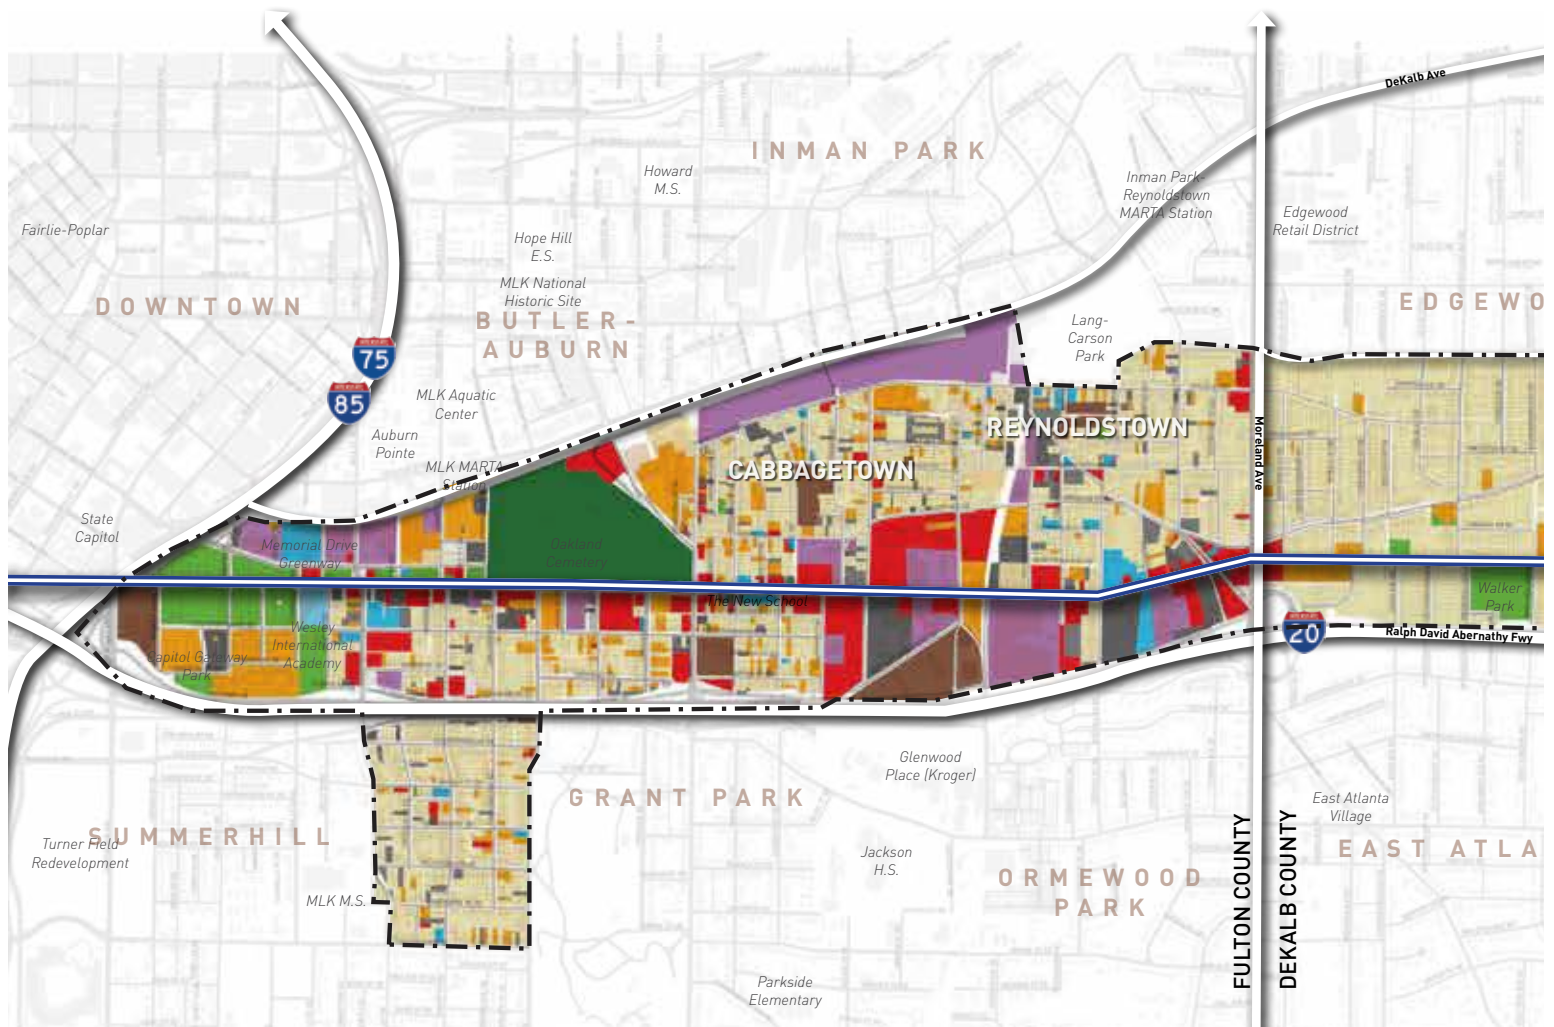 DeKalb Ave
INMAN PARK
Howard
M.S.
Inman Park-
Reynoldstown
MARTA Station
Edgewood
Retail District
Fairlie-Poplar
Hope Hill
E.S.
MLK National
Historic Site
DOWNTOWN
BUTLER-
AUBURN
EDGEWO
Lang-
Carson
Park
75
85
MLK Aquatic
Center
Auburn
Pointe
MLK MARTA
Station
REYNOLDSTOWN
CABBAGETOWN
Moreland Ave
State
Capitol
Memorial Drive
Greenway
Oakland
Cemetery
The New School
Walker
Park
20
Ralph David Abernathy Fwy
Wesley
International
Academy
Capitol Gateway
Park
Glenwood
Place (Kroger)
GRANT PARK
East Atlanta
Village
SUMMERHILL
Turner Field
Redevelopment
EAST ATLA
Jackson
H.S.
ORMEWOOD
PARK
MLK M.S.
FULTON COUNTY
DEKALB COUNTY
Parkside
Elementary